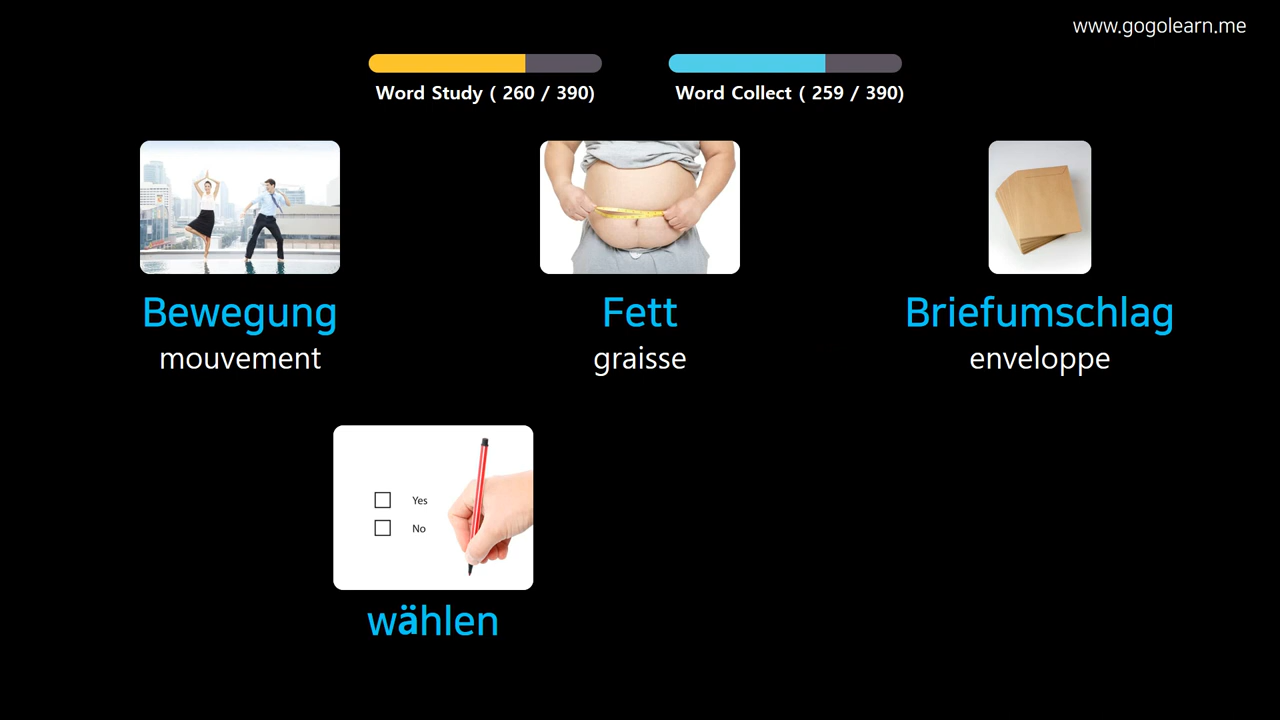 www.gogolearn.me
Word Study ( 260 / 390)
Word Collect ( 259 / 390)
Bewegung
mouvement
Fett
graisse
Briefumschlag
enveloppe
Yes
No
wählen